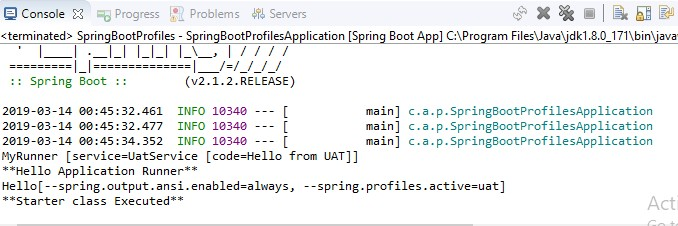 Console Progress Problems Servers
<terminated> SpringBootProfiles - SpringBootProfilesApplication [Spring Boot App] C:\Program Files\Java\jdk1.8.0_171\bin\java
'  |____| .__|_| |_|_| |_\__, | / / / /
=========|_|==============|___/=/_/_/_/
:: Spring Boot ::        (v2.1.2.RELEASE)
2019-03-14 00:45:32.461  INFO 10340 --- [           main] c.a.p.SpringBootProfilesApplication
2019-03-14 00:45:32.477  INFO 10340 --- [           main] c.a.p.SpringBootProfilesApplication
2019-03-14 00:45:34.352  INFO 10340 --- [           main] c.a.p.SpringBootProfilesApplication
MyRunner [service=UatService [code=Hello from UAT]]
**Hello Application Runner**
Hello[--spring.output.ansi.enabled=always, --spring.profiles.active=uat]
**Starter class Executed**
Acti